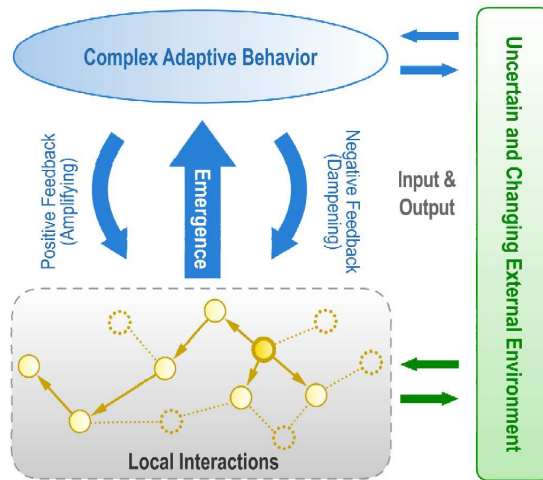 Complex Adaptive Behavior
Positive Feedback
(Amplifying)
Emergence
Negative Feedback
(Dampening)
Input &
Output
Uncertain and Changing External Environment
Local Interactions